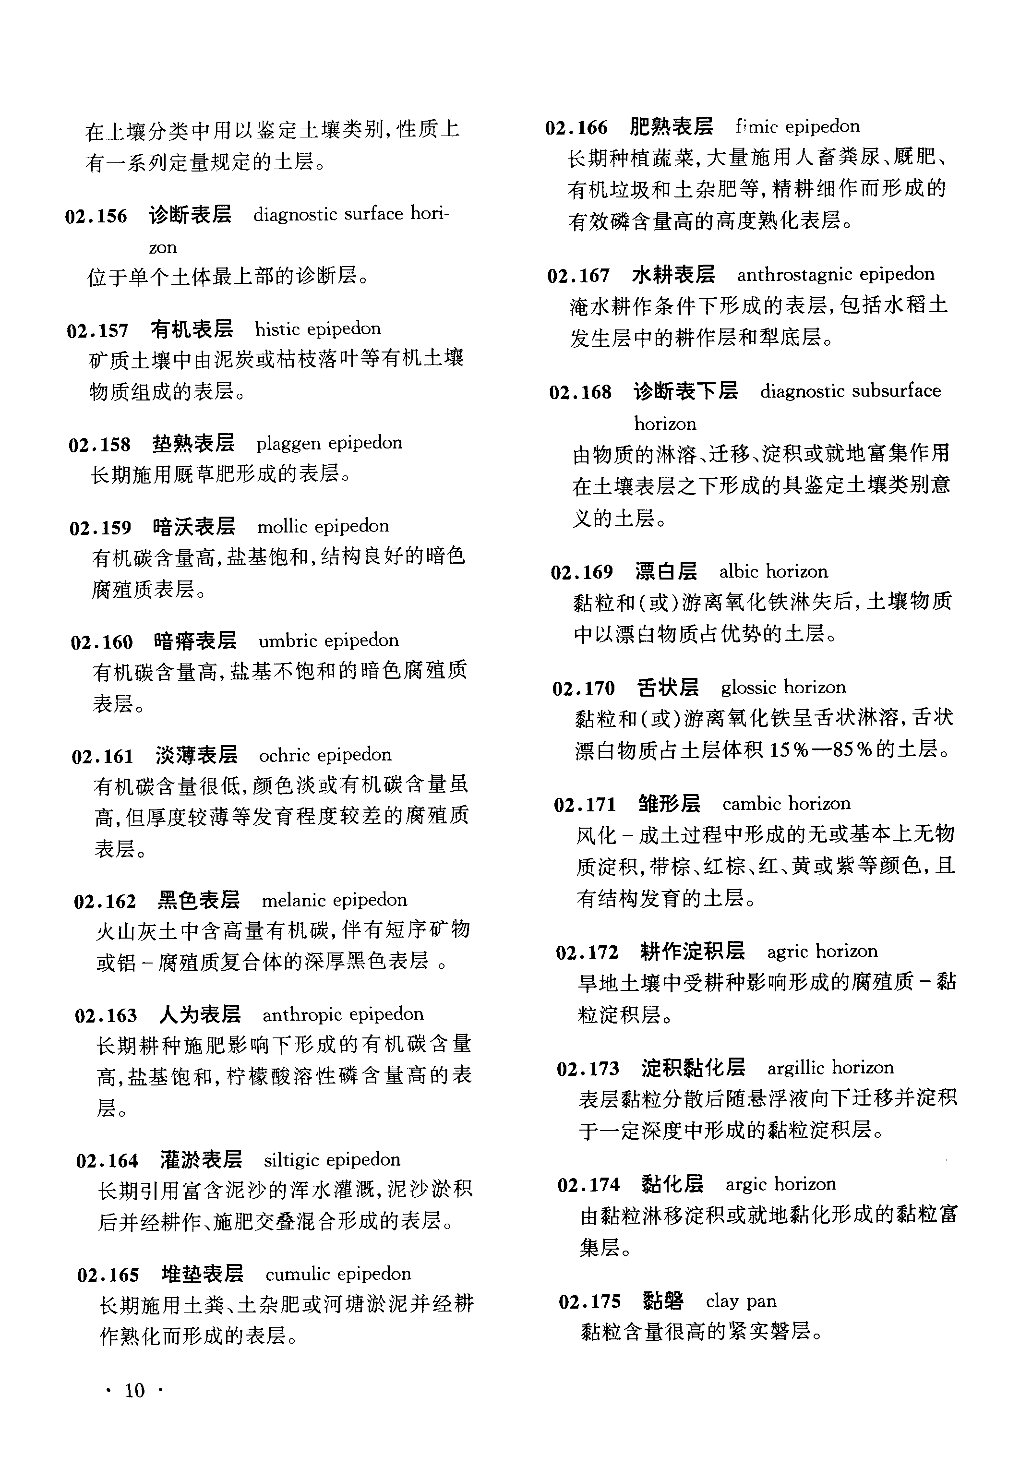 在土壤分类中用以鉴定土壤类别,性质上
有一系列定量规定的土层。
02.156 诊断表层 diagnostic surface hori-
zon
位于单个土体最上部的诊断层。
02.157 有机表层 histic epipedon
矿质土壤中由泥炭或枯枝落叶等有机土壤
物质组成的表层。
02.158 垫熟表层 plaggen epipedon
长期施用厩草肥形成的表层。
02.159 暗沃表层 mollic epipedon
有机碳含量高,盐基饱和,结构良好的暗色
腐殖质表层。
02.160 暗瘠表层 umbric epipedon
有机碳含量高,盐基不饱和的暗色腐殖质
表层。
02.161 淡薄表层 ochric epipedon
有机碳含量很低,颜色淡或有机碳含量虽
高,但厚度较薄等发育程度较差的腐殖质
表层。
02.162 黑色表层 melanic epipedon
火山灰土中含高量有机碳,伴有短序矿物
或铝－腐殖质复合体的深厚黑色表层 。
02.163 人为表层 anthropic epipedon
长期耕种施肥影响下形成的有机碳含量
高,盐基饱和,柠檬酸溶性磷含量高的表
层。
02.164 灌淤表层 siltigic epipedon
长期引用富含泥沙的浑水灌溉,泥沙淤积
后并经耕作、施肥交叠混合形成的表层。
02.165 堆垫表层 cumulic epipedon
长期施用土粪、土杂肥或河塘淤泥并经耕
作熟化而形成的表层。
· 10 ·
02.166 肥熟表层 fimic epipedon
长期种植蔬菜,大量施用人畜粪尿、厩肥、
有机垃圾和土杂肥等,精耕细作而形成的
有效磷含量高的高度熟化表层。
02.167 水耕表层 anthrostagnic epipedon
淹水耕作条件下形成的表层,包括水稻土
发生层中的耕作层和犁底层。
02.168 诊断表下层 diagnostic subsurface
horizon
由物质的淋溶、迁移、淀积或就地富集作用
在土壤表层之下形成的具鉴定土壤类别意
义的土层。
02.169 漂白层 albic horizon
黏粒和(或)游离氧化铁淋失后,土壤物质
中以漂白物质占优势的土层。
02.170 舌状层 glossic horizon
黏粒和(或)游离氧化铁呈舌状淋溶,舌状
漂白物质占土层体积15%—85%的土层。
02.171 雏形层 cambic horizon
风化－成土过程中形成的无或基本上无物
质淀积,带棕、红棕、红、黄或紫等颜色,且
有结构发育的土层。
02.172 耕作淀积层 agric horizon
旱地土壤中受耕种影响形成的腐殖质－黏
粒淀积层。
02.173 淀积黏化层 argillic horizon
表层黏粒分散后随悬浮液向下迁移并淀积
于一定深度中形成的黏粒淀积层。
02.174 黏化层 argic horizon
由黏粒淋移淀积或就地黏化形成的黏粒富
集层。
02.175 黏磐 clay pan
黏粒含量很高的紧实磐层。